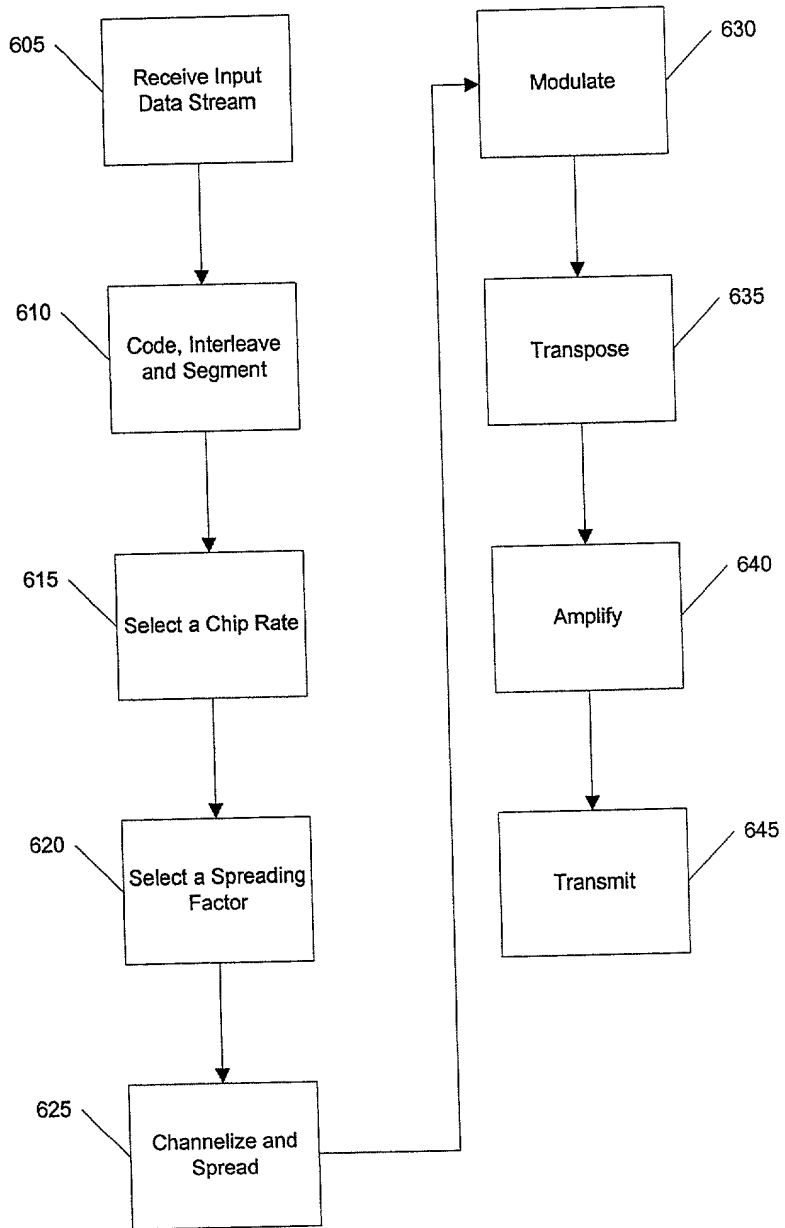 605
Receive Input
Data Stream
610
Code, Interleave
and Segment
615
Select a Chip Rate
620
Select a Spreading
Factor
625
Channelize and
Spread
630
Modulate
635
Transpose
640
Amplify
645
Transmit